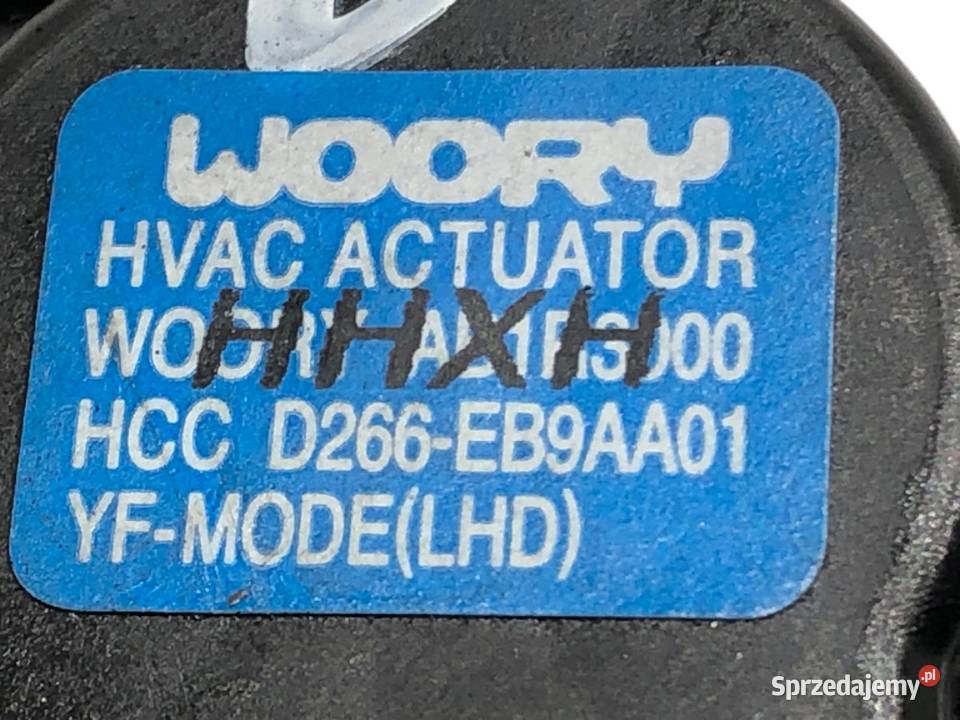 WOORY
HVAC ACTUATOR
HHXH
HCC D266-EB9AA01
YF-MODE(LHD)
Sprzedajemy.pl